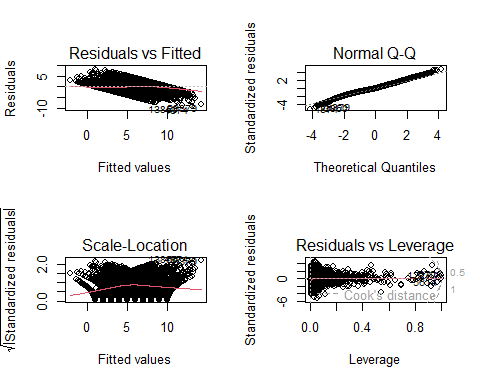 Residuals vs Fitted
Residuals
-10
5
0
5
10
Fitted values
Normal Q-Q
Standardized residuals
-4
2
-4
-2
0
2
4
Theoretical Quantiles
Scale-Location
√|Standardized residuals|
0.0
2.0
0
5
10
Fitted values
Residuals vs Leverage
Standardized residuals
-6
0
0.5
1
Cook's distance
0.0
0.4
0.8
Leverage